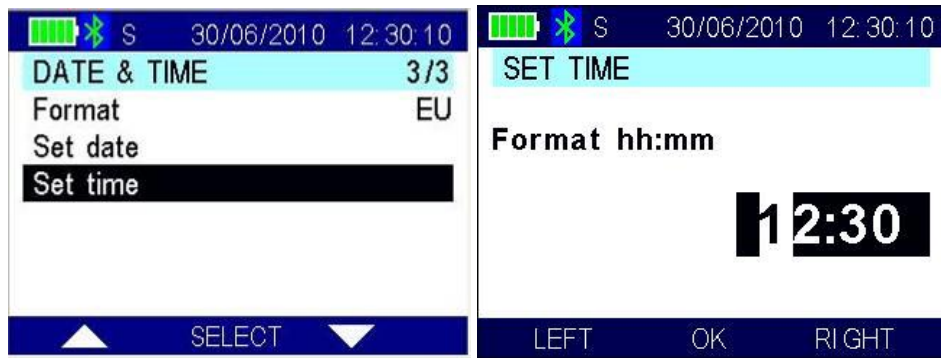 S 30/06/2010 12:30:10
DATE & TIME 3/3
Format EU
Set date
Set time
SELECT
S 30/06/2010 12:30:10
SET TIME
Format hh:mm
12:30
LEFT OK RIGHT